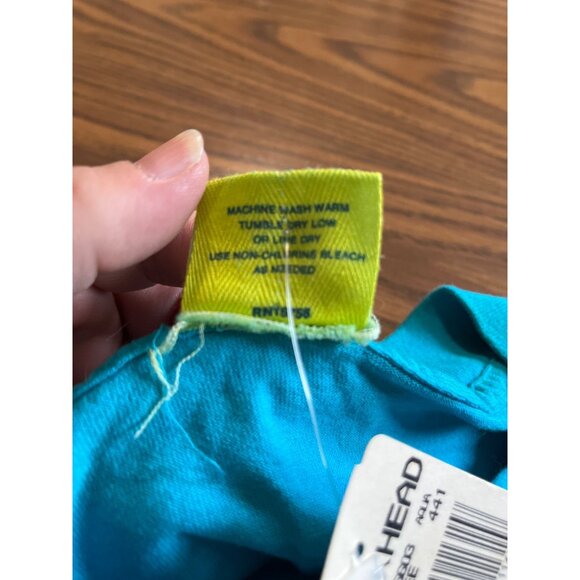 MACHINE WASH WARM
TUMBLE DRY LOW
OR LINE DRY
USE NON-CHLORINE BLEACH
AS NEEDED
HEAD
AQUA
441